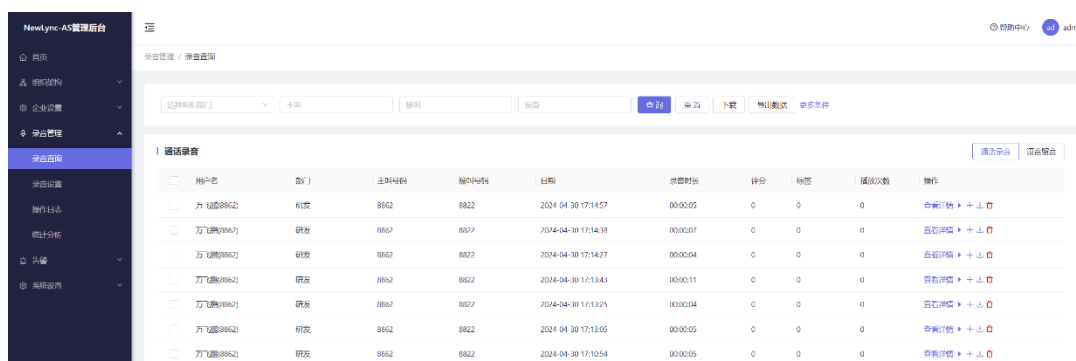 NewLync-AS管理后台
帮助中心 ad adm
首页
录音管理 / 录音查询
组织架构
企业设置
主叫 被叫 设备 查询 重置 下载 导出数据 更多条件
录音管理
通话录音 通话录音 语音留言
录音查询
用户名 部门 主叫号码 被叫号码 日期 录音时长 评分 标签 播放次数 操作
录音设置
万飞鹏(8862) 研发 8862 8822 2024-04-30 17:14:57 00:00:05 0 0 0 查看详情
操作日志
万飞鹏(8862) 研发 8862 8822 2024-04-30 17:14:38 00:00:07 0 0 0 查看详情
统计分析
万飞鹏(8862) 研发 8862 8822 2024-04-30 17:14:27 00:00:04 0 0 0 查看详情
告警
万飞鹏(8862) 研发 8862 8822 2024-04-30 17:13:43 00:00:11 0 0 0 查看详情
系统设置
万飞鹏(8862) 研发 8862 8822 2024-04-30 17:13:25 00:00:04 0 0 0 查看详情
万飞鹏(8862) 研发 8862 8822 2024-04-30 17:13:05 00:00:05 0 0 0 查看详情
万飞鹏(8862) 研发 8862 8822 2024-04-30 17:10:54 00:00:05 0 0 0 查看详情